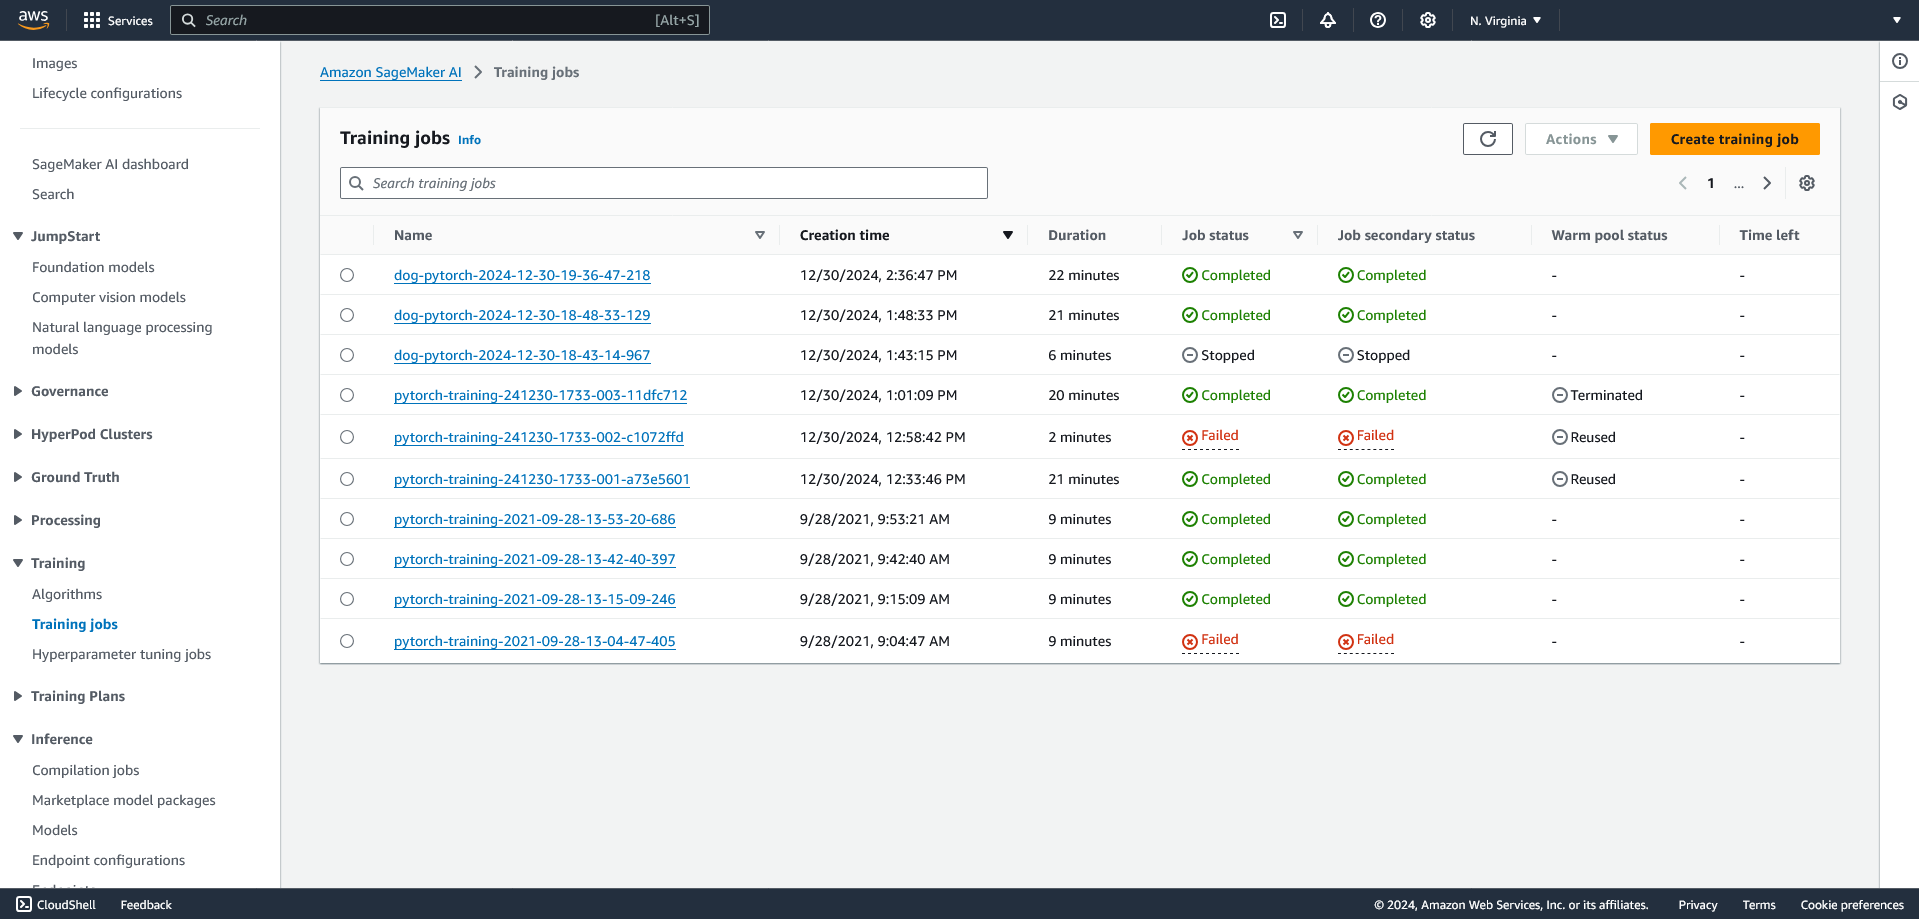 aws
Services
Search
[Alt+S]
N. Virginia
Images
Lifecycle configurations
SageMaker AI dashboard
Search
JumpStart
Foundation models
Computer vision models
Natural language processing
models
Governance
HyperPod Clusters
Ground Truth
Processing
Training
Algorithms
Training jobs
Hyperparameter tuning jobs
Training Plans
Inference
Compilation jobs
Marketplace model packages
Models
Endpoint configurations
Amazon SageMaker AI > Training jobs
Training jobs Info
Actions
Create training job
Search training jobs
1 ...
Name Creation time Duration Job status Job secondary status Warm pool status Time left
dog-pytorch-2024-12-30-19-36-47-218 12/30/2024, 2:36:47 PM 22 minutes Completed Completed - -
dog-pytorch-2024-12-30-18-48-33-129 12/30/2024, 1:48:33 PM 21 minutes Completed Completed - -
dog-pytorch-2024-12-30-18-43-14-967 12/30/2024, 1:43:15 PM 6 minutes Stopped Stopped - -
pytorch-training-241230-1733-003-11dfc712 12/30/2024, 1:01:09 PM 20 minutes Completed Completed Terminated -
pytorch-training-241230-1733-002-c1072ffd 12/30/2024, 12:58:42 PM 2 minutes Failed Failed Reused -
pytorch-training-241230-1733-001-a73e5601 12/30/2024, 12:33:46 PM 21 minutes Completed Completed Reused -
pytorch-training-2021-09-28-13-53-20-686 9/28/2021, 9:53:21 AM 9 minutes Completed Completed - -
pytorch-training-2021-09-28-13-42-40-397 9/28/2021, 9:42:40 AM 9 minutes Completed Completed - -
pytorch-training-2021-09-28-13-15-09-246 9/28/2021, 9:15:09 AM 9 minutes Completed Completed - -
pytorch-training-2021-09-28-13-04-47-405 9/28/2021, 9:04:47 AM 9 minutes Failed Failed - -
CloudShell
Feedback
© 2024, Amazon Web Services, Inc. or its affiliates.
Privacy
Terms
Cookie preferences